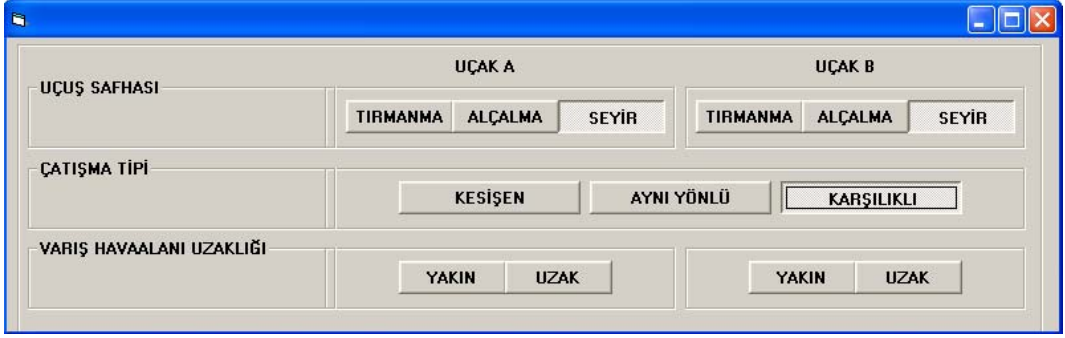 UÇAK A UÇAK B
UÇUŞ SAFHASI
TIRMANMA ALÇALMA SEYİR TIRMANMA ALÇALMA SEYİR
ÇATIŞMA TİPİ
KESİŞEN AYNI YÖNLÜ KARŞILIKLI
VARIŞ HAVAALANI UZAKLIĞI
YAKIN UZAK YAKIN UZAK